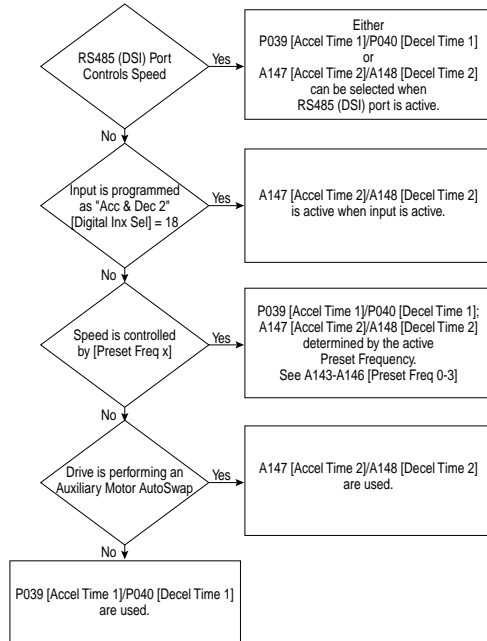 RS485 (DSI) Port
Controls Speed
Yes
Either
P039 [Accel Time 1]/P040 [Decel Time 1]
or
A147 [Accel Time 2]/A148 [Decel Time 2]
can be selected when
RS485 (DSI) port is active.
No
Input is programmed
as "Acc & Dec 2"
[Digital Inx Sel] = 18
Yes
A147 [Accel Time 2]/A148 [Decel Time 2]
is active when input is active.
No
Speed is controlled
by [Preset Freq x]
Yes
P039 [Accel Time 1]/P040 [Decel Time 1];
A147 [Accel Time 2]/A148 [Decel Time 2]
determined by the active
Preset Frequency.
See A143-A146 [Preset Freq 0-3]
No
Drive is performing an
Auxiliary Motor AutoSwap
Yes
A147 [Accel Time 2]/A148 [Decel Time 2]
are used.
No
P039 [Accel Time 1]/P040 [Decel Time 1]
are used.